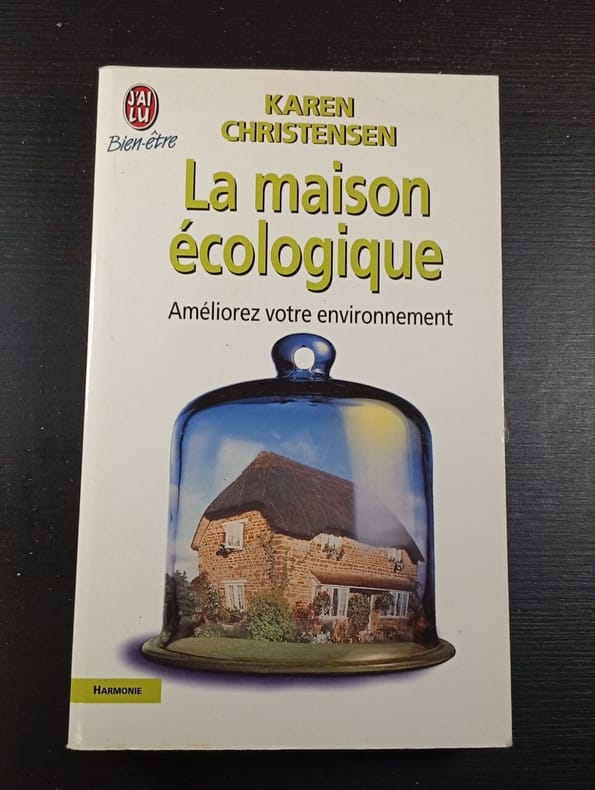 J'AI
LU
Bien-être
KAREN
CHRISTENSEN
La maison
écologique
Améliorez votre environnement
HARMONIE